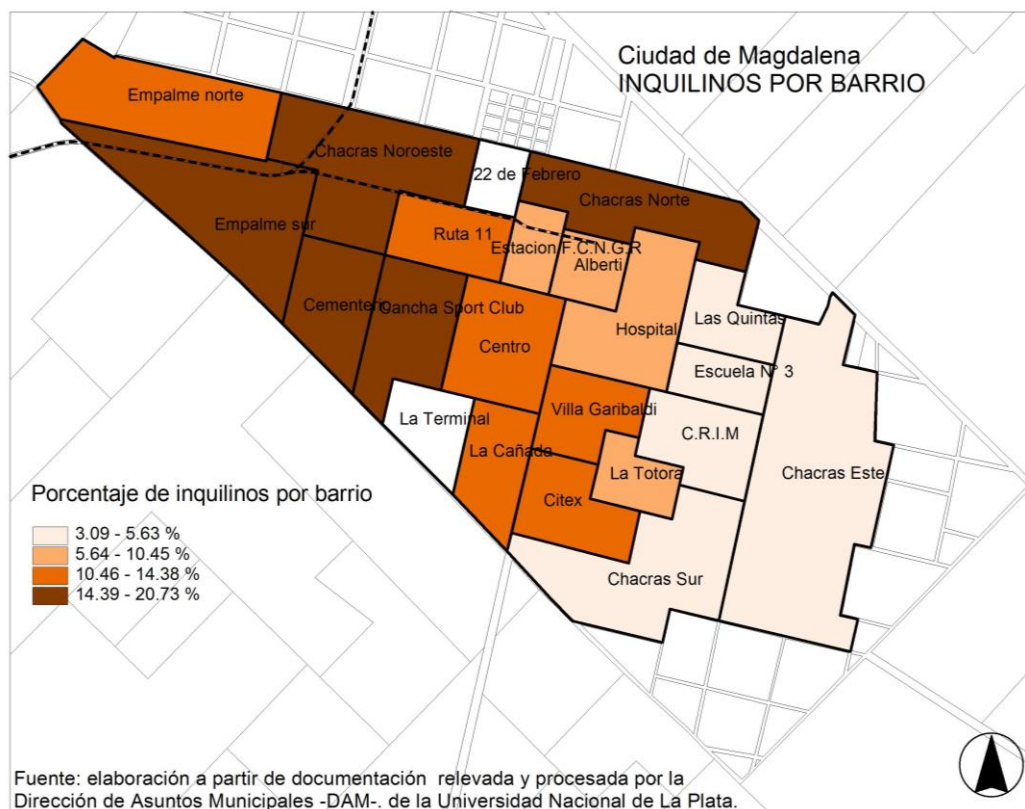 Ciudad de Magdalena
INQUILINOS POR BARRIO
Empalme norte
Chacras Noroeste
22 de Febrero
Chacras Norte
Empalme sur
Ruta 11
Estacion F.C.N.G.R
Alberti
Cementerio
Cancha Sport Club
Las Quintas
Hospital
Centro
Escuela N° 3
La Terminal
Villa Garibaldi
C.R.I.M
La Cañada
La Totora
Chacras Este
Citex
Chacras Sur
Porcentaje de inquilinos por barrio
3.09 - 5.63 %
5.64 - 10.45 %
10.46 - 14.38 %
14.39 - 20.73 %
Fuente: elaboración a partir de documentación relevada y procesada por la
Dirección de Asuntos Municipales -DAM-. de la Universidad Nacional de La Plata.